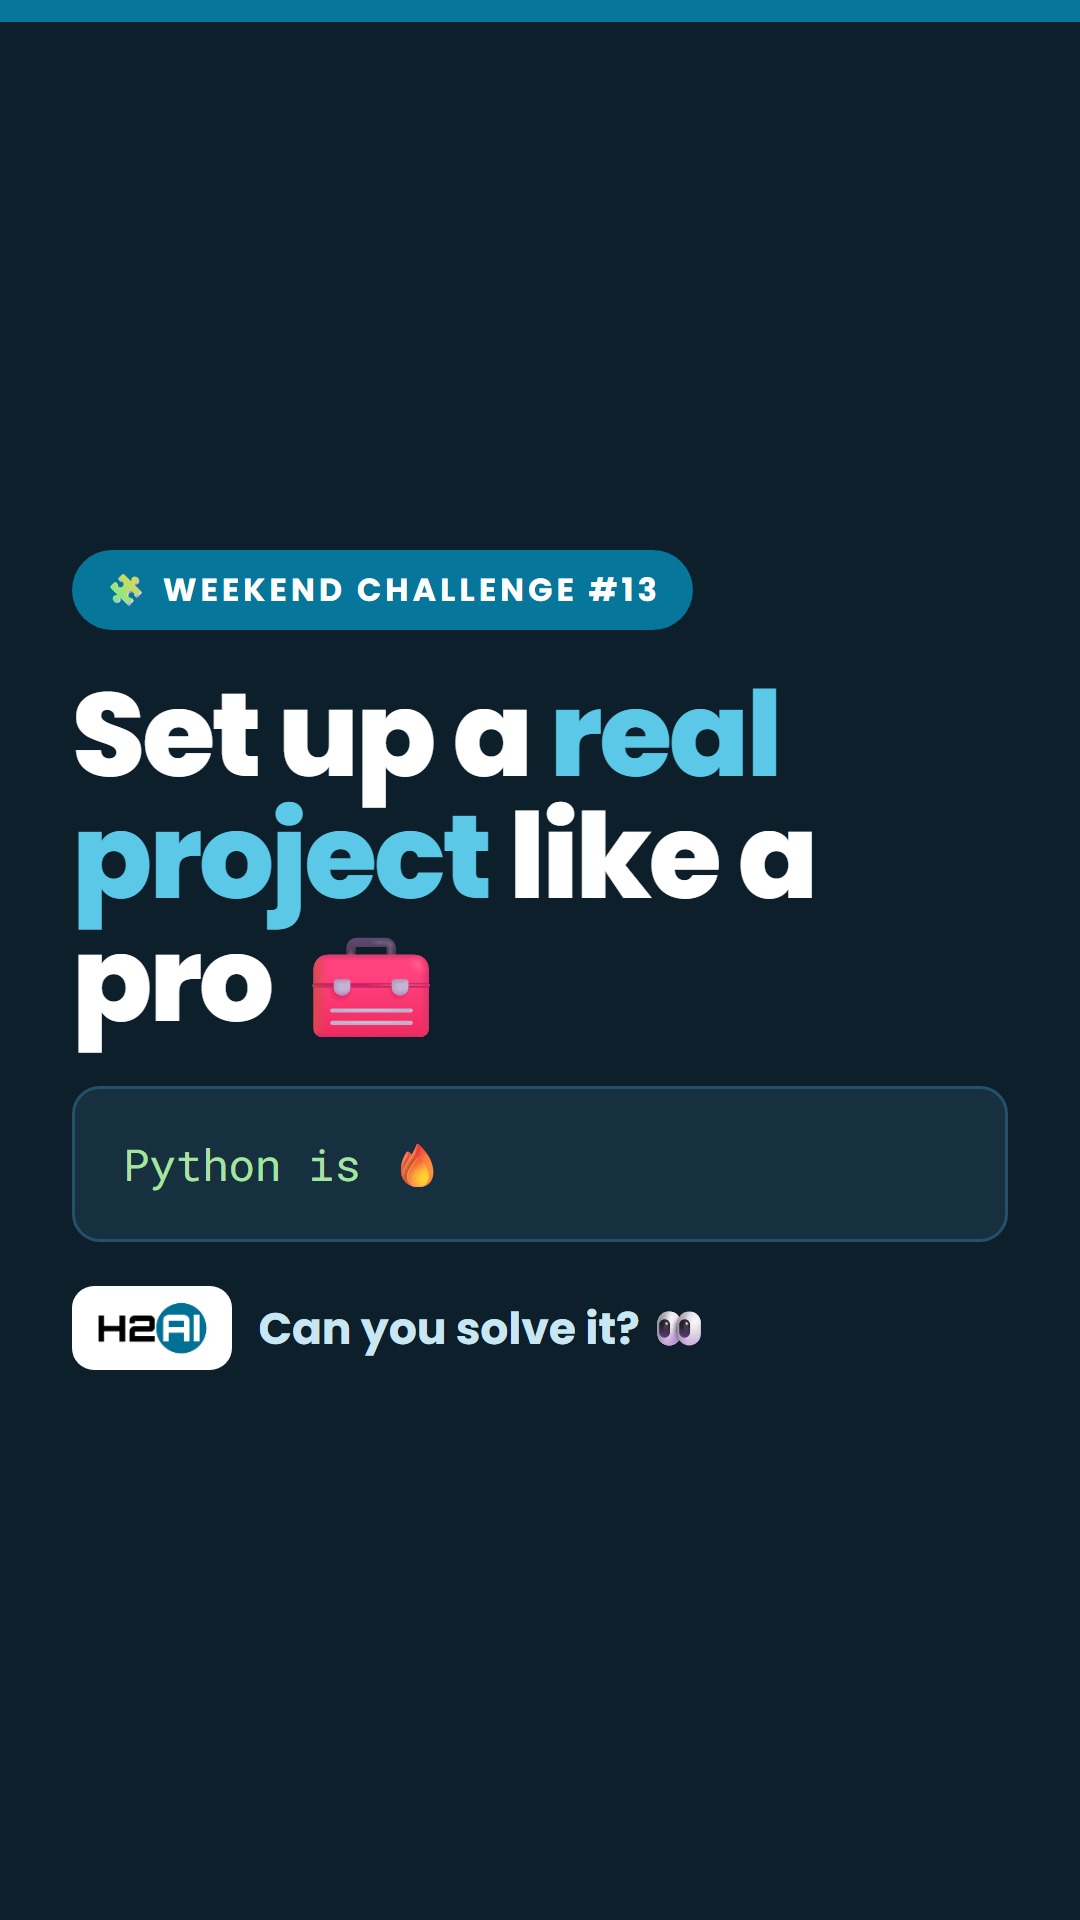 🧩 WEEKEND CHALLENGE #13
Set up a real
project like a
pro 🧰
Python is 🔥
H2AI Can you solve it? 👀